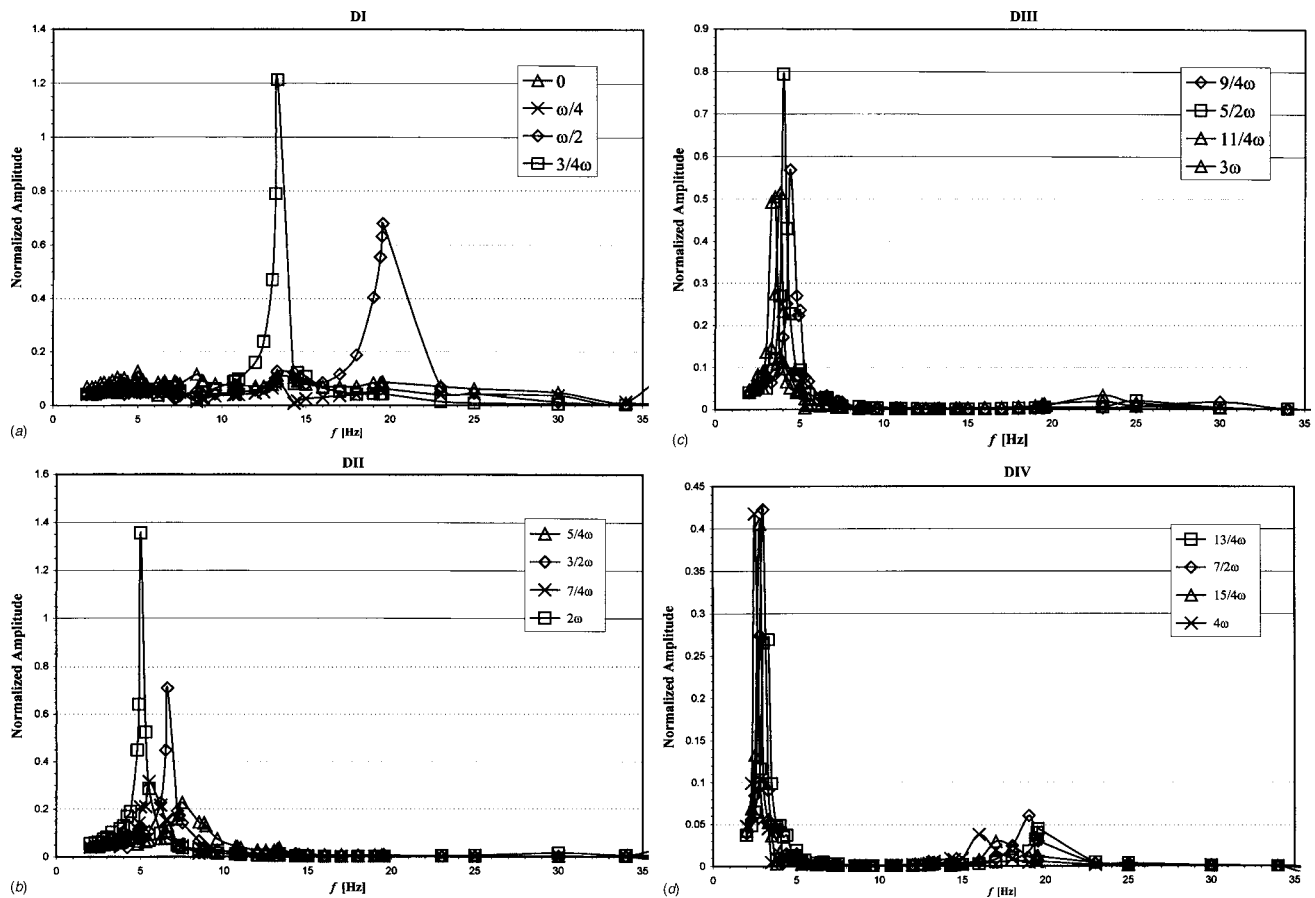 DI
1.4
1.2
1
0.8
0.6
0.4
0.2
0
0
5
10
15
20
25
30
35
Normalized Amplitude
f [Hz]
0
ω/4
ω/2
3/4ω
(a)
DIII
0.9
0.8
0.7
0.6
0.5
0.4
0.3
0.2
0.1
0
0
5
10
15
20
25
30
35
Normalized Amplitude
f [Hz]
9/4ω
5/2ω
11/4ω
3ω
(c)
DII
1.6
1.4
1.2
1
0.8
0.6
0.4
0.2
0
0
5
10
15
20
25
30
35
Normalized Amplitude
f [Hz]
5/4ω
3/2ω
7/4ω
2ω
(b)
DIV
0.45
0.4
0.35
0.3
0.25
0.2
0.15
0.1
0.05
0
0
5
10
15
20
25
30
35
Normalized Amplitude
f [Hz]
13/4ω
7/2ω
15/4ω
4ω
(d)